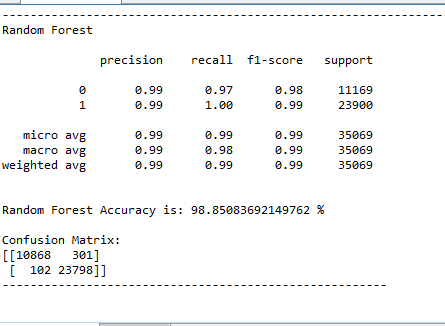 --------------------------------------------------------------
Random Forest
precision recall f1-score support
0 0.99 0.97 0.98 11169
1 0.99 1.00 0.99 23900
micro avg 0.99 0.99 0.99 35069
macro avg 0.99 0.98 0.99 35069
weighted avg 0.99 0.99 0.99 35069
Random Forest Accuracy is: 98.85083692149762 %
Confusion Matrix:
[[10868 301]
[ 102 23798]]
-------------------------------------------------------